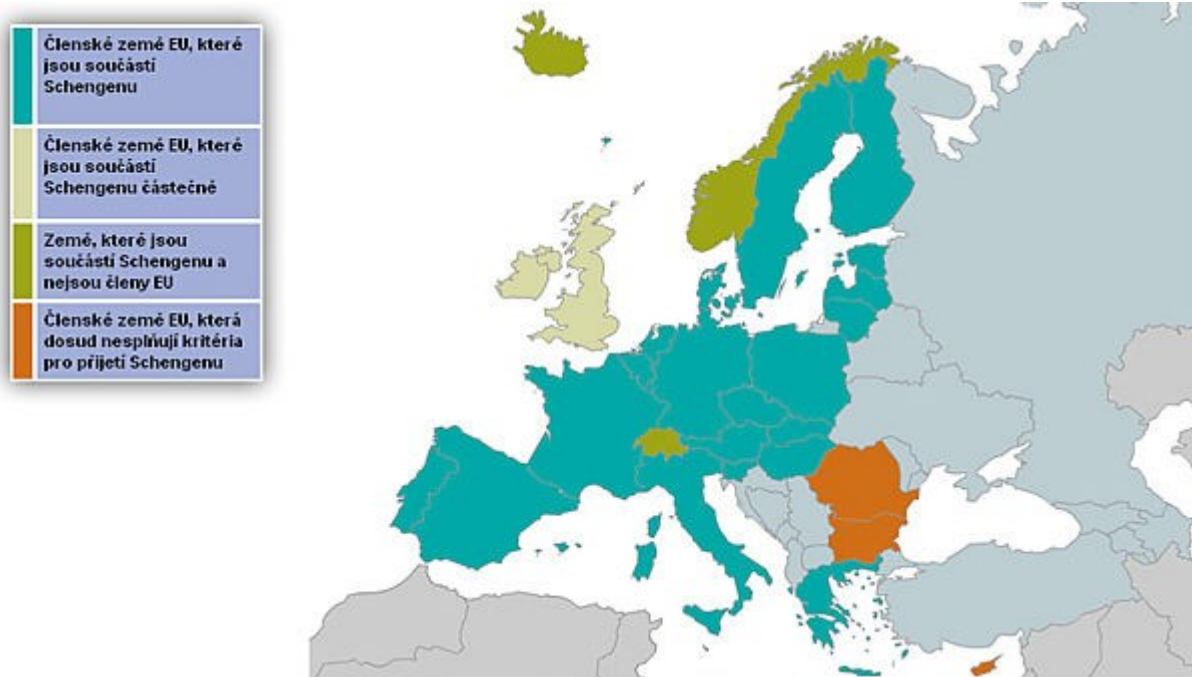 Členské země EU, které
jsou součástí
Schengenu
Členské země EU, které
jsou součástí
Schengenu částečně
Země, které jsou
součástí Schengenu a
nejsou členy EU
Členské země EU, která
dosud nesplňují kritéria
pro přijetí Schengenu